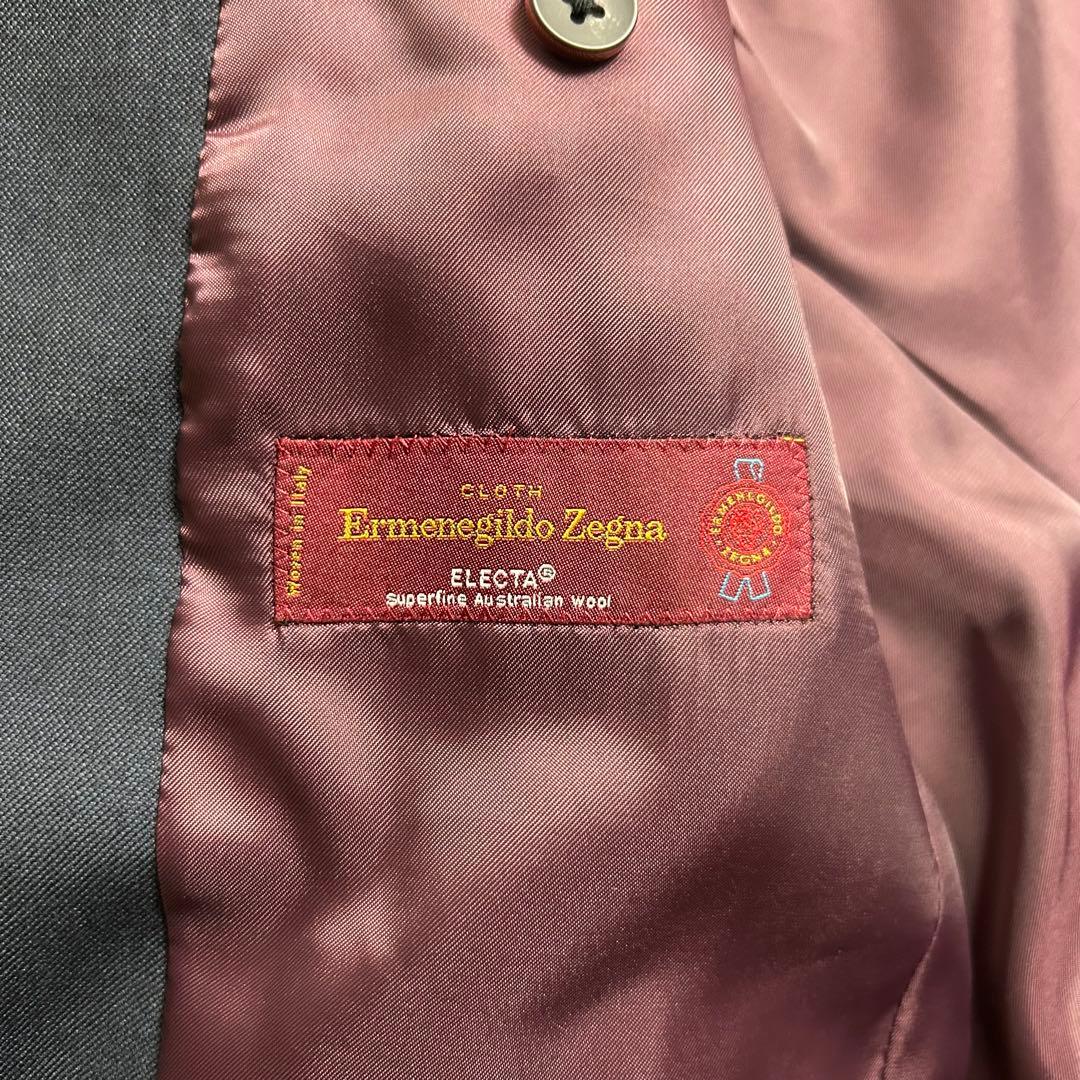 Woven in Italy
CLOTH
Ermenegildo Zegna
ELECTA®
Superfine Australian Wool
ERMENEGILDO
ZEGNA